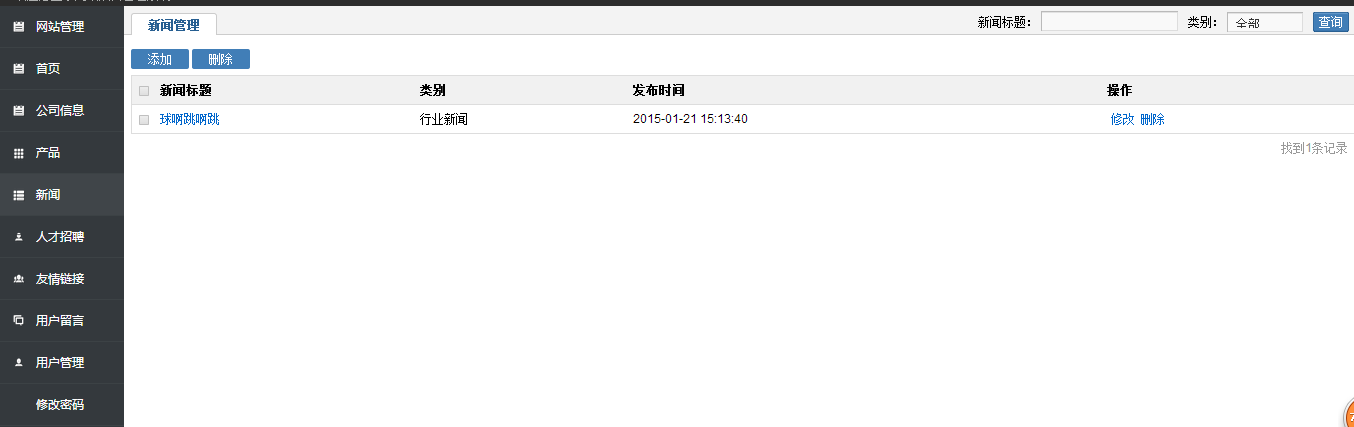 网站管理
首页
公司信息
产品
新闻
人才招聘
友情链接
用户留言
用户管理
修改密码
新闻管理
新闻标题： 类别： 全部 查询
添加 删除
新闻标题 类别 发布时间 操作
球啊跳啊跳 行业新闻 2015-01-21 15:13:40 修改 删除
找到1条记录